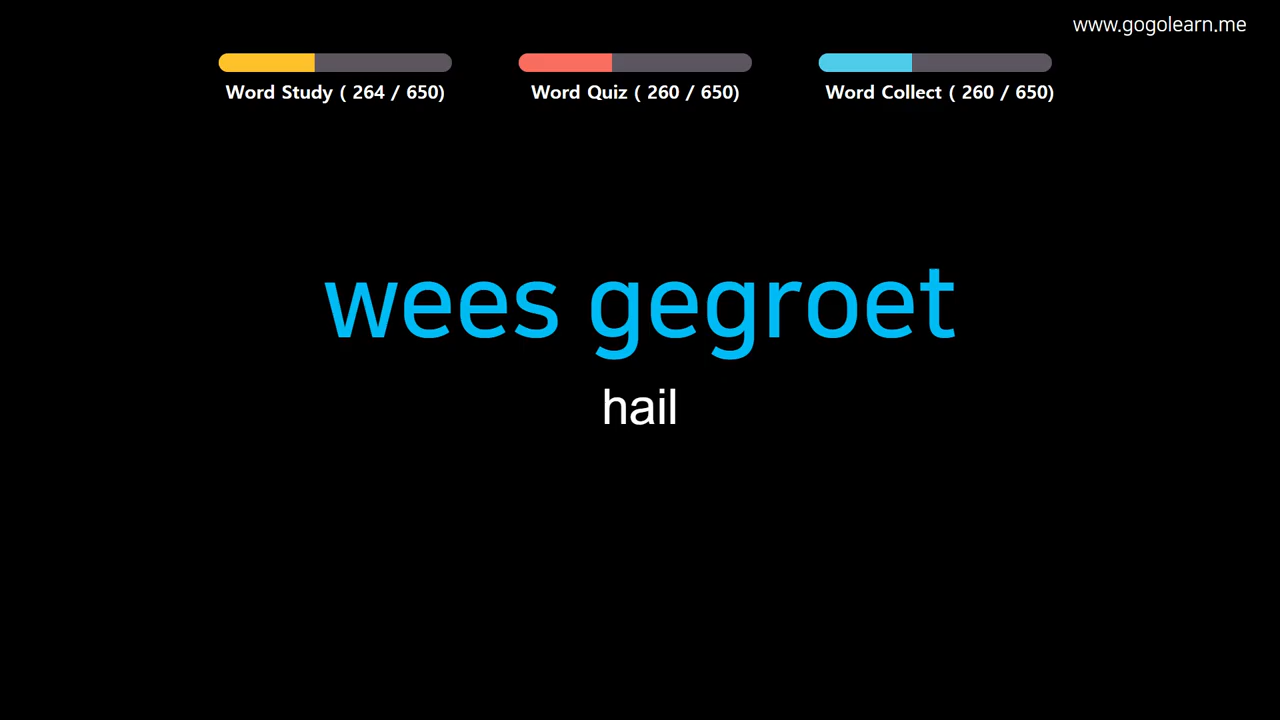 www.gogolearn.me
Word Study ( 264 / 650)
Word Quiz ( 260 / 650)
Word Collect ( 260 / 650)
wees gegroet
hail